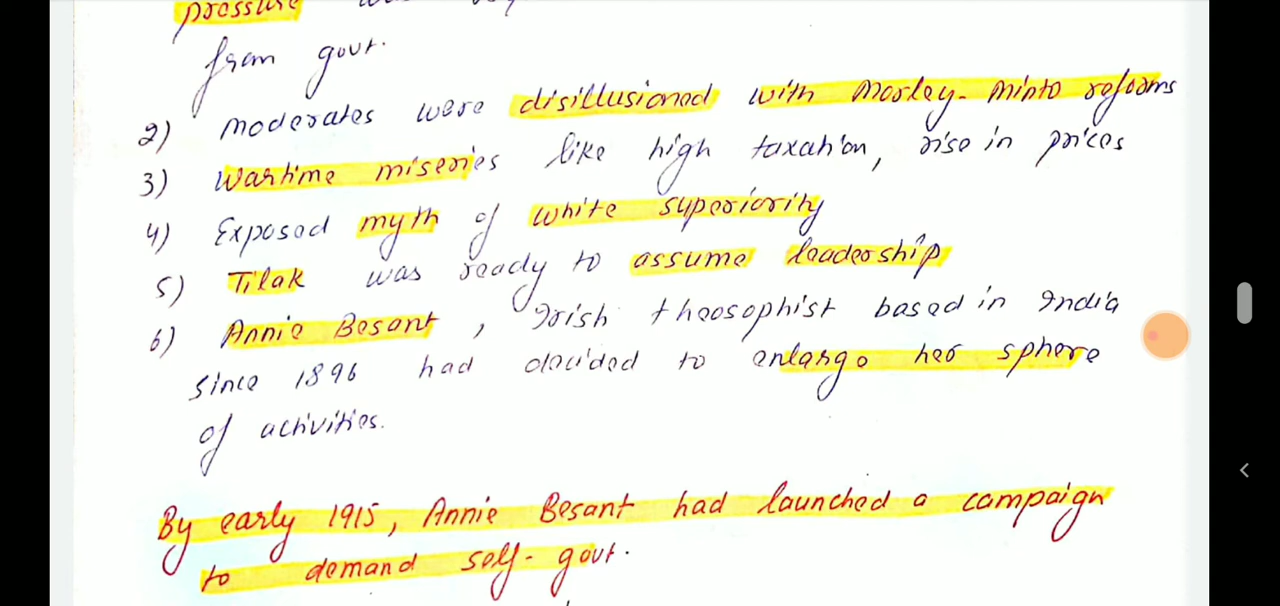 pressure
from govt.
2) Moderates were disillusioned with Morley-Minto reforms
3) Wartime miseries like high taxation, rise in prices
4) Exposed myth of white superiority
5) Tilak was ready to assume leadership
6) Annie Besant, Irish theosophist based in India
since 1896 had decided to enlarge her sphere
of activities.
By early 1915, Annie Besant had launched a campaign
to demand self-govt.